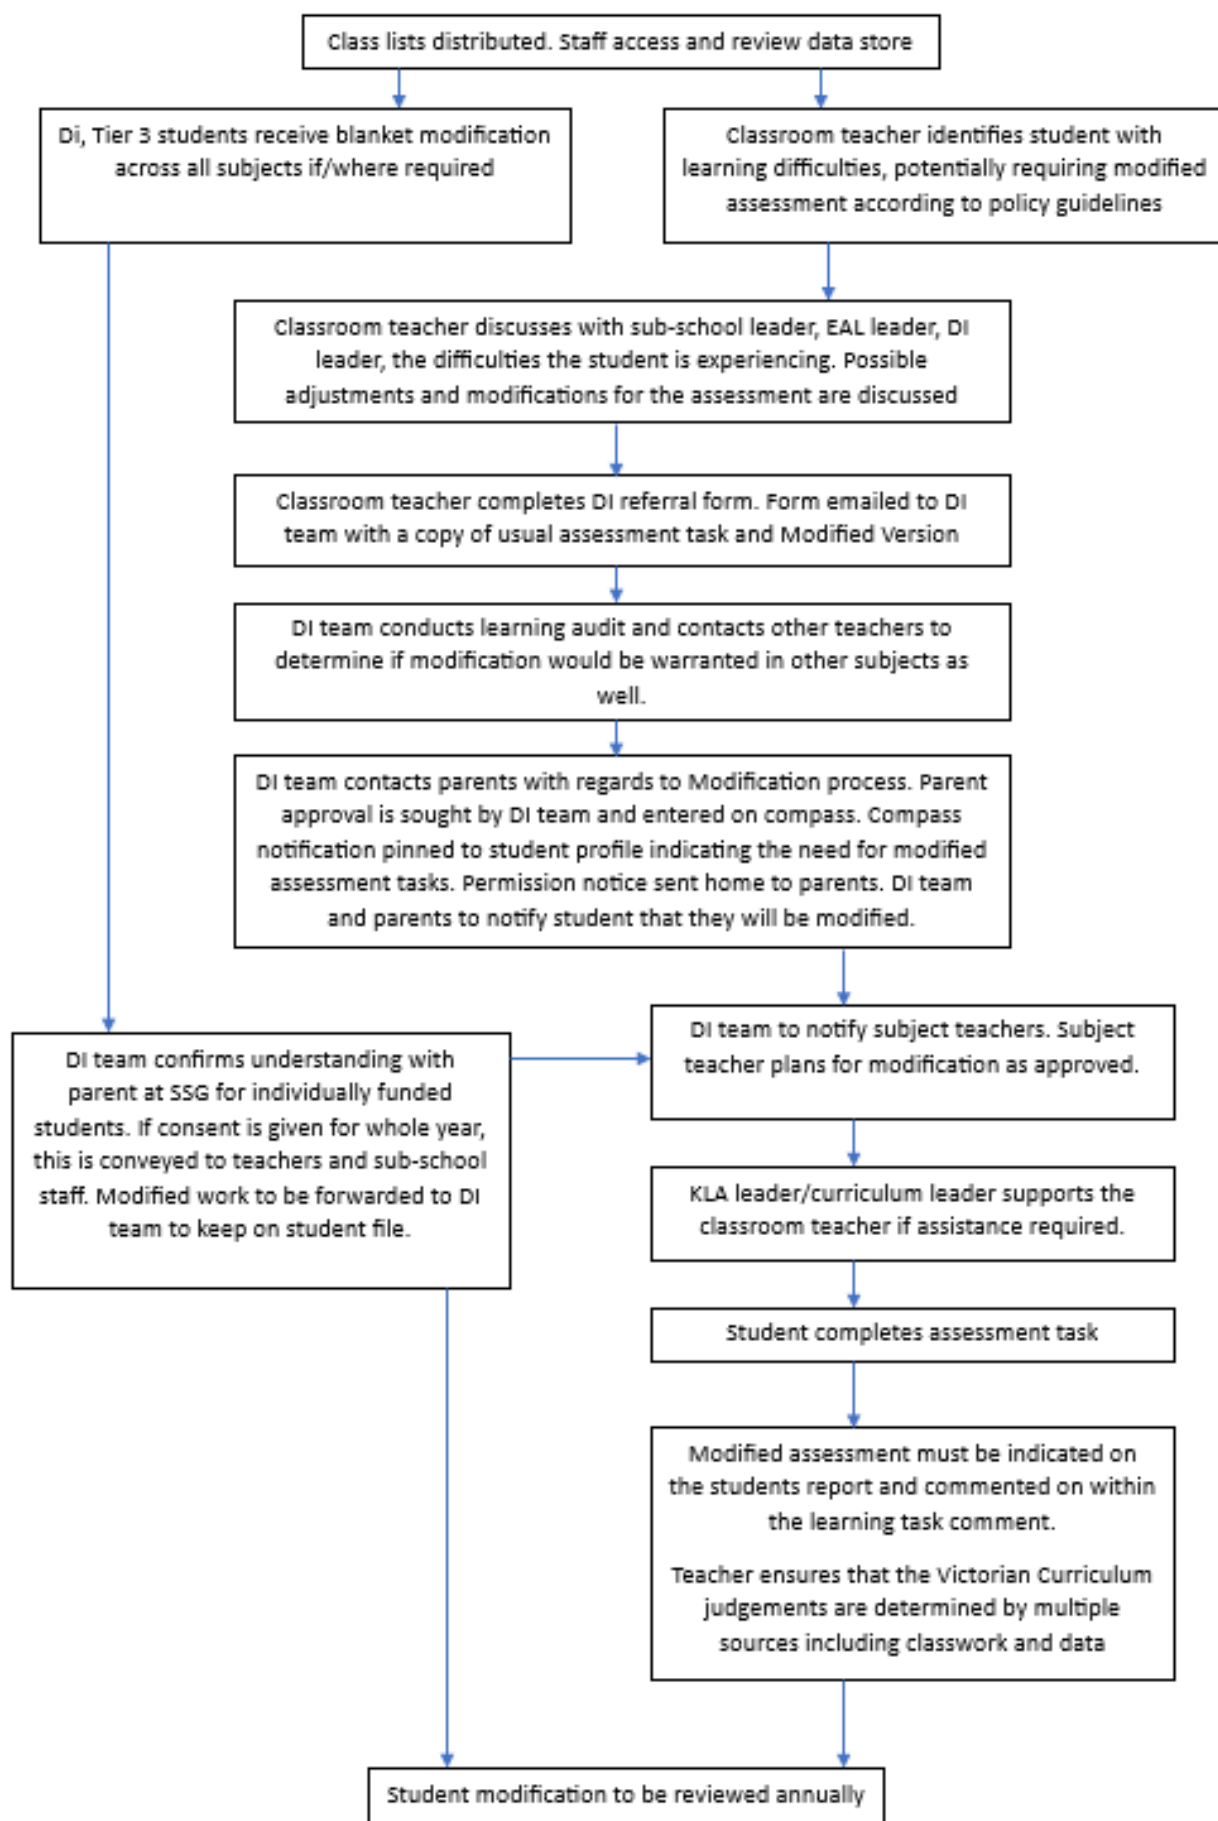 Class lists distributed. Staff access and review data store
Di, Tier 3 students receive blanket modification
across all subjects if/where required
Classroom teacher identifies student with
learning difficulties, potentially requiring modified
assessment according to policy guidelines
Classroom teacher discusses with sub-school leader, EAL leader, DI
leader, the difficulties the student is experiencing. Possible
adjustments and modifications for the assessment are discussed
Classroom teacher completes DI referral form. Form emailed to DI
team with a copy of usual assessment task and Modified Version
DI team conducts learning audit and contacts other teachers to
determine if modification would be warranted in other subjects as
well.
DI team contacts parents with regards to Modification process. Parent
approval is sought by DI team and entered on compass. Compass
notification pinned to student profile indicating the need for modified
assessment tasks. Permission notice sent home to parents. DI team
and parents to notify student that they will be modified.
DI team confirms understanding with
parent at SSG for individually funded
students. If consent is given for whole year,
this is conveyed to teachers and sub-school
staff. Modified work to be forwarded to DI
team to keep on student file.
DI team to notify subject teachers. Subject
teacher plans for modification as approved.
KLA leader/curriculum leader supports the
classroom teacher if assistance required.
Student completes assessment task
Modified assessment must be indicated on
the students report and commented on within
the learning task comment.
Teacher ensures that the Victorian Curriculum
judgements are determined by multiple
sources including classwork and data
Student modification to be reviewed annually